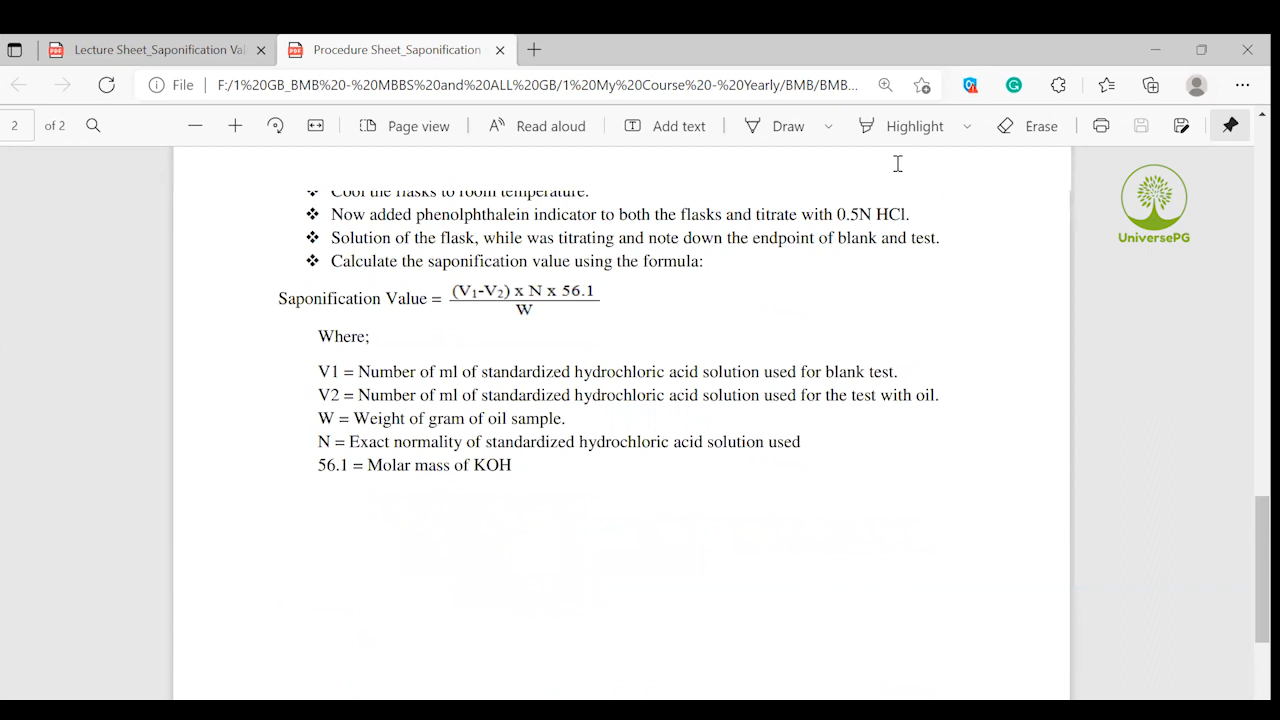 Lecture Sheet_Saponification Val
Procedure Sheet_Saponification
File
F:/1%20GB_BMB%20-%20MBBS%20and%20ALL%20GB/1%20My%20Course%20-%20Yearly/BMB/BMB...
2 of 2
Page view
Read aloud
Add text
Draw
Highlight
Erase
❖ Cool the flasks to room temperature.
❖ Now added phenolphthalein indicator to both the flasks and titrate with 0.5N HCl.
❖ Solution of the flask, while was titrating and note down the endpoint of blank and test.
❖ Calculate the saponification value using the formula:
Saponification Value = (V1-V2) x N x 56.1
W
Where;
V1 = Number of ml of standardized hydrochloric acid solution used for blank test.
V2 = Number of ml of standardized hydrochloric acid solution used for the test with oil.
W = Weight of gram of oil sample.
N = Exact normality of standardized hydrochloric acid solution used
56.1 = Molar mass of KOH
UniversePG